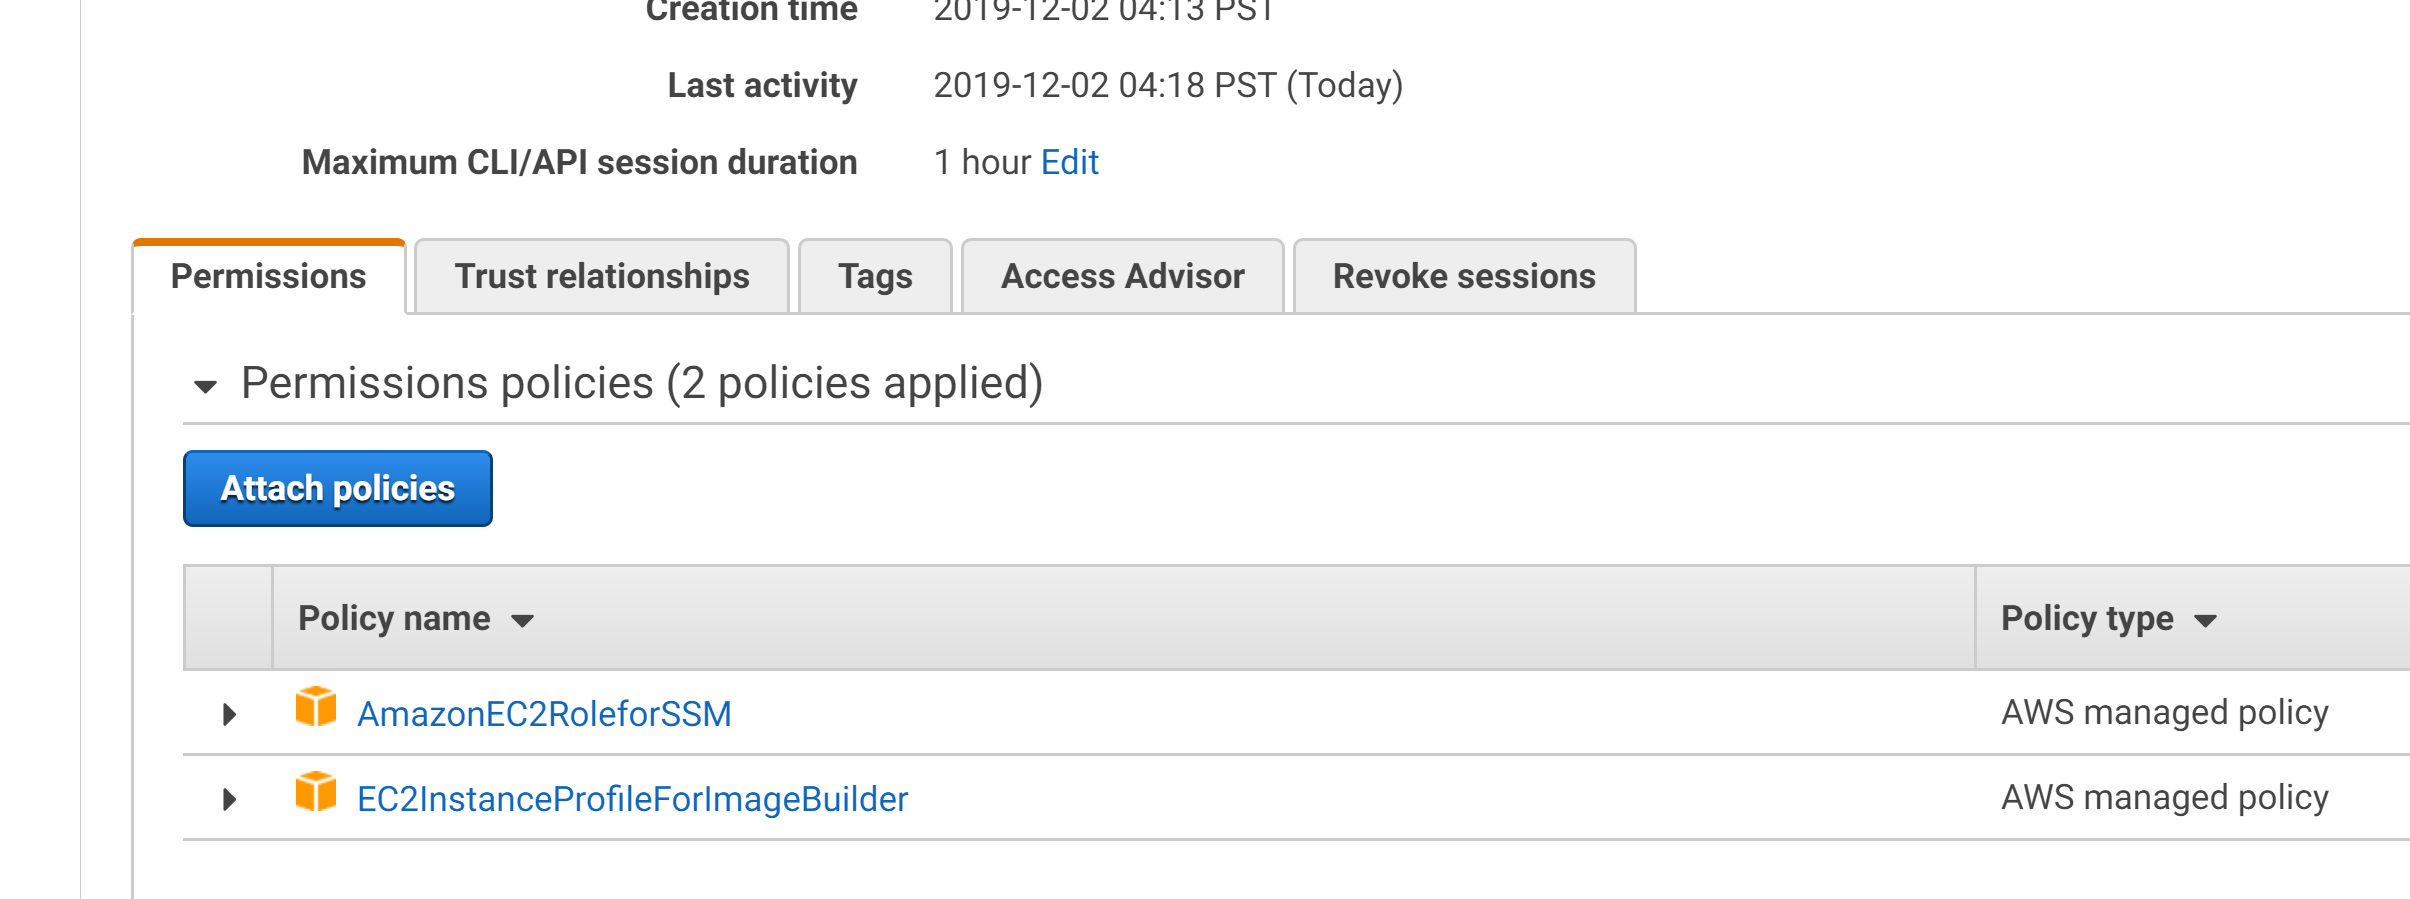 Creation time 2019-12-02 04:13 PST
Last activity 2019-12-02 04:18 PST (Today)
Maximum CLI/API session duration 1 hour Edit
Permissions Trust relationships Tags Access Advisor Revoke sessions
Permissions policies (2 policies applied)
Attach policies
Policy name Policy type
AmazonEC2RoleforSSM AWS managed policy
EC2InstanceProfileForImageBuilder AWS managed policy